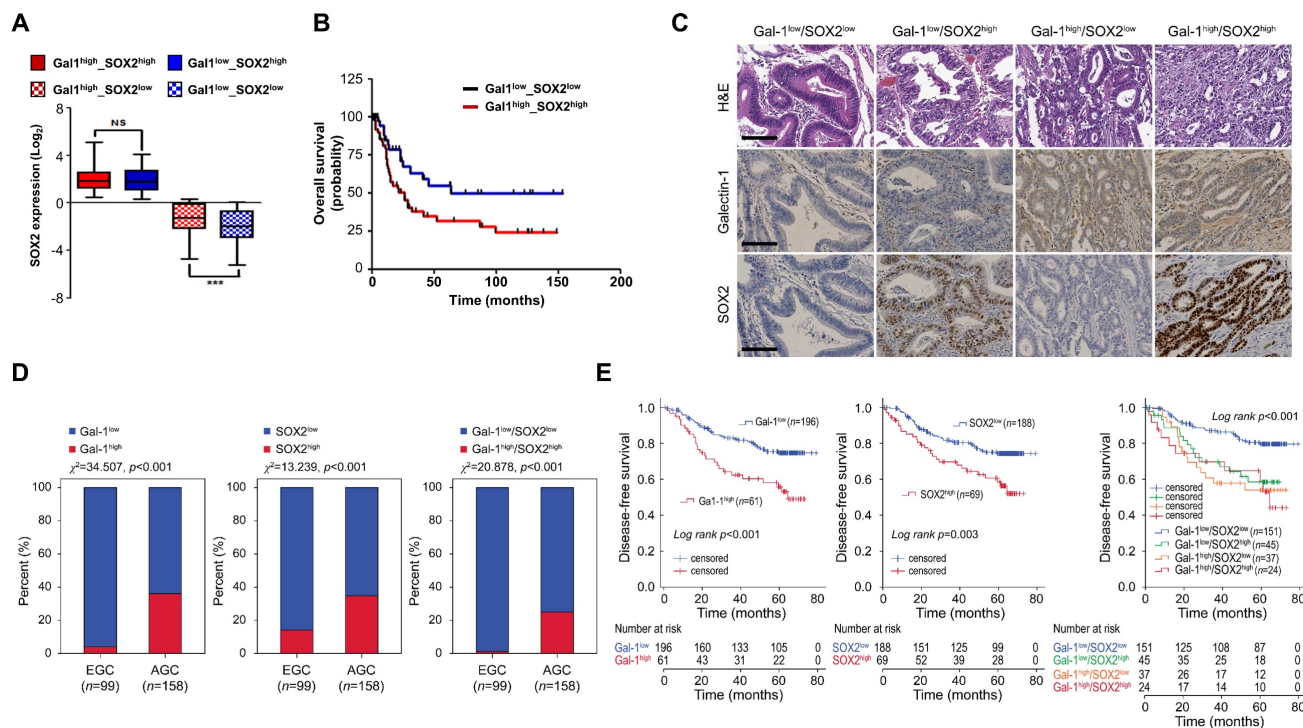 A
Gal1high_SOX2high
Gal1low_SOX2high
Gal1high_SOX2low
Gal1low_SOX2low
SOX2 expression (Log2)
8
4
0
-4
-8
NS
***
B
Overall survival
(probability)
125
100
75
50
25
0
Gal1low_SOX2low
Gal1high_SOX2high
0 50 100 150 200
Time (months)
C
Gal-1low/SOX2low
Gal-1low/SOX2high
Gal-1high/SOX2low
Gal-1high/SOX2high
H&E
Galectin-1
SOX2
D
Gal-1low
Gal-1high
χ2=34.507, p<0.001
Percent (%)
100
80
60
40
20
0
EGC AGC
(n=99) (n=158)
SOX2low
SOX2high
χ2=13.239, p<0.001
Percent (%)
100
80
60
40
20
0
EGC AGC
(n=99) (n=158)
Gal-1low/SOX2low
Gal-1high/SOX2high
χ2=20.878, p<0.001
Percent (%)
100
80
60
40
20
0
EGC AGC
(n=99) (n=158)
E
Disease-free survival
1.0
0.8
0.6
0.4
0.2
0.0
Gal-1low (n=196)
Ga1-1high (n=61)
Log rank p<0.001
censored
censored
0 20 40 60 80
Time (months)
Number at risk
Gal-1low 196 160 133 105 0
Gal-1high 61 43 31 22 0
0 20 40 60 80
Time (months)
Disease-free survival
1.0
0.8
0.6
0.4
0.2
0.0
SOX2low (n=188)
SOX2high (n=69)
Log rank p=0.003
censored
censored
0 20 40 60 80
Time (months)
Number at risk
SOX2low 188 151 125 99 0
SOX2high 69 52 39 28 0
0 20 40 60 80
Time (months)
Disease-free survival
1.0
0.8
0.6
0.4
0.2
0.0
Log rank p<0.001
censored
censored
censored
censored
Gal-1low/SOX2low (n=151)
Gal-1low/SOX2high (n=45)
Gal-1high/SOX2low (n=37)
Gal-1high/SOX2high (n=24)
0 20 40 60 80
Time (months)
Number at risk
Gal-1low/SOX2low 151 125 108 87 0
Gal-1low/SOX2high 45 35 25 18 0
Gal-1high/SOX2low 37 26 17 12 0
Gal-1high/SOX2high 24 17 14 10 0
0 20 40 60 80
Time (months)